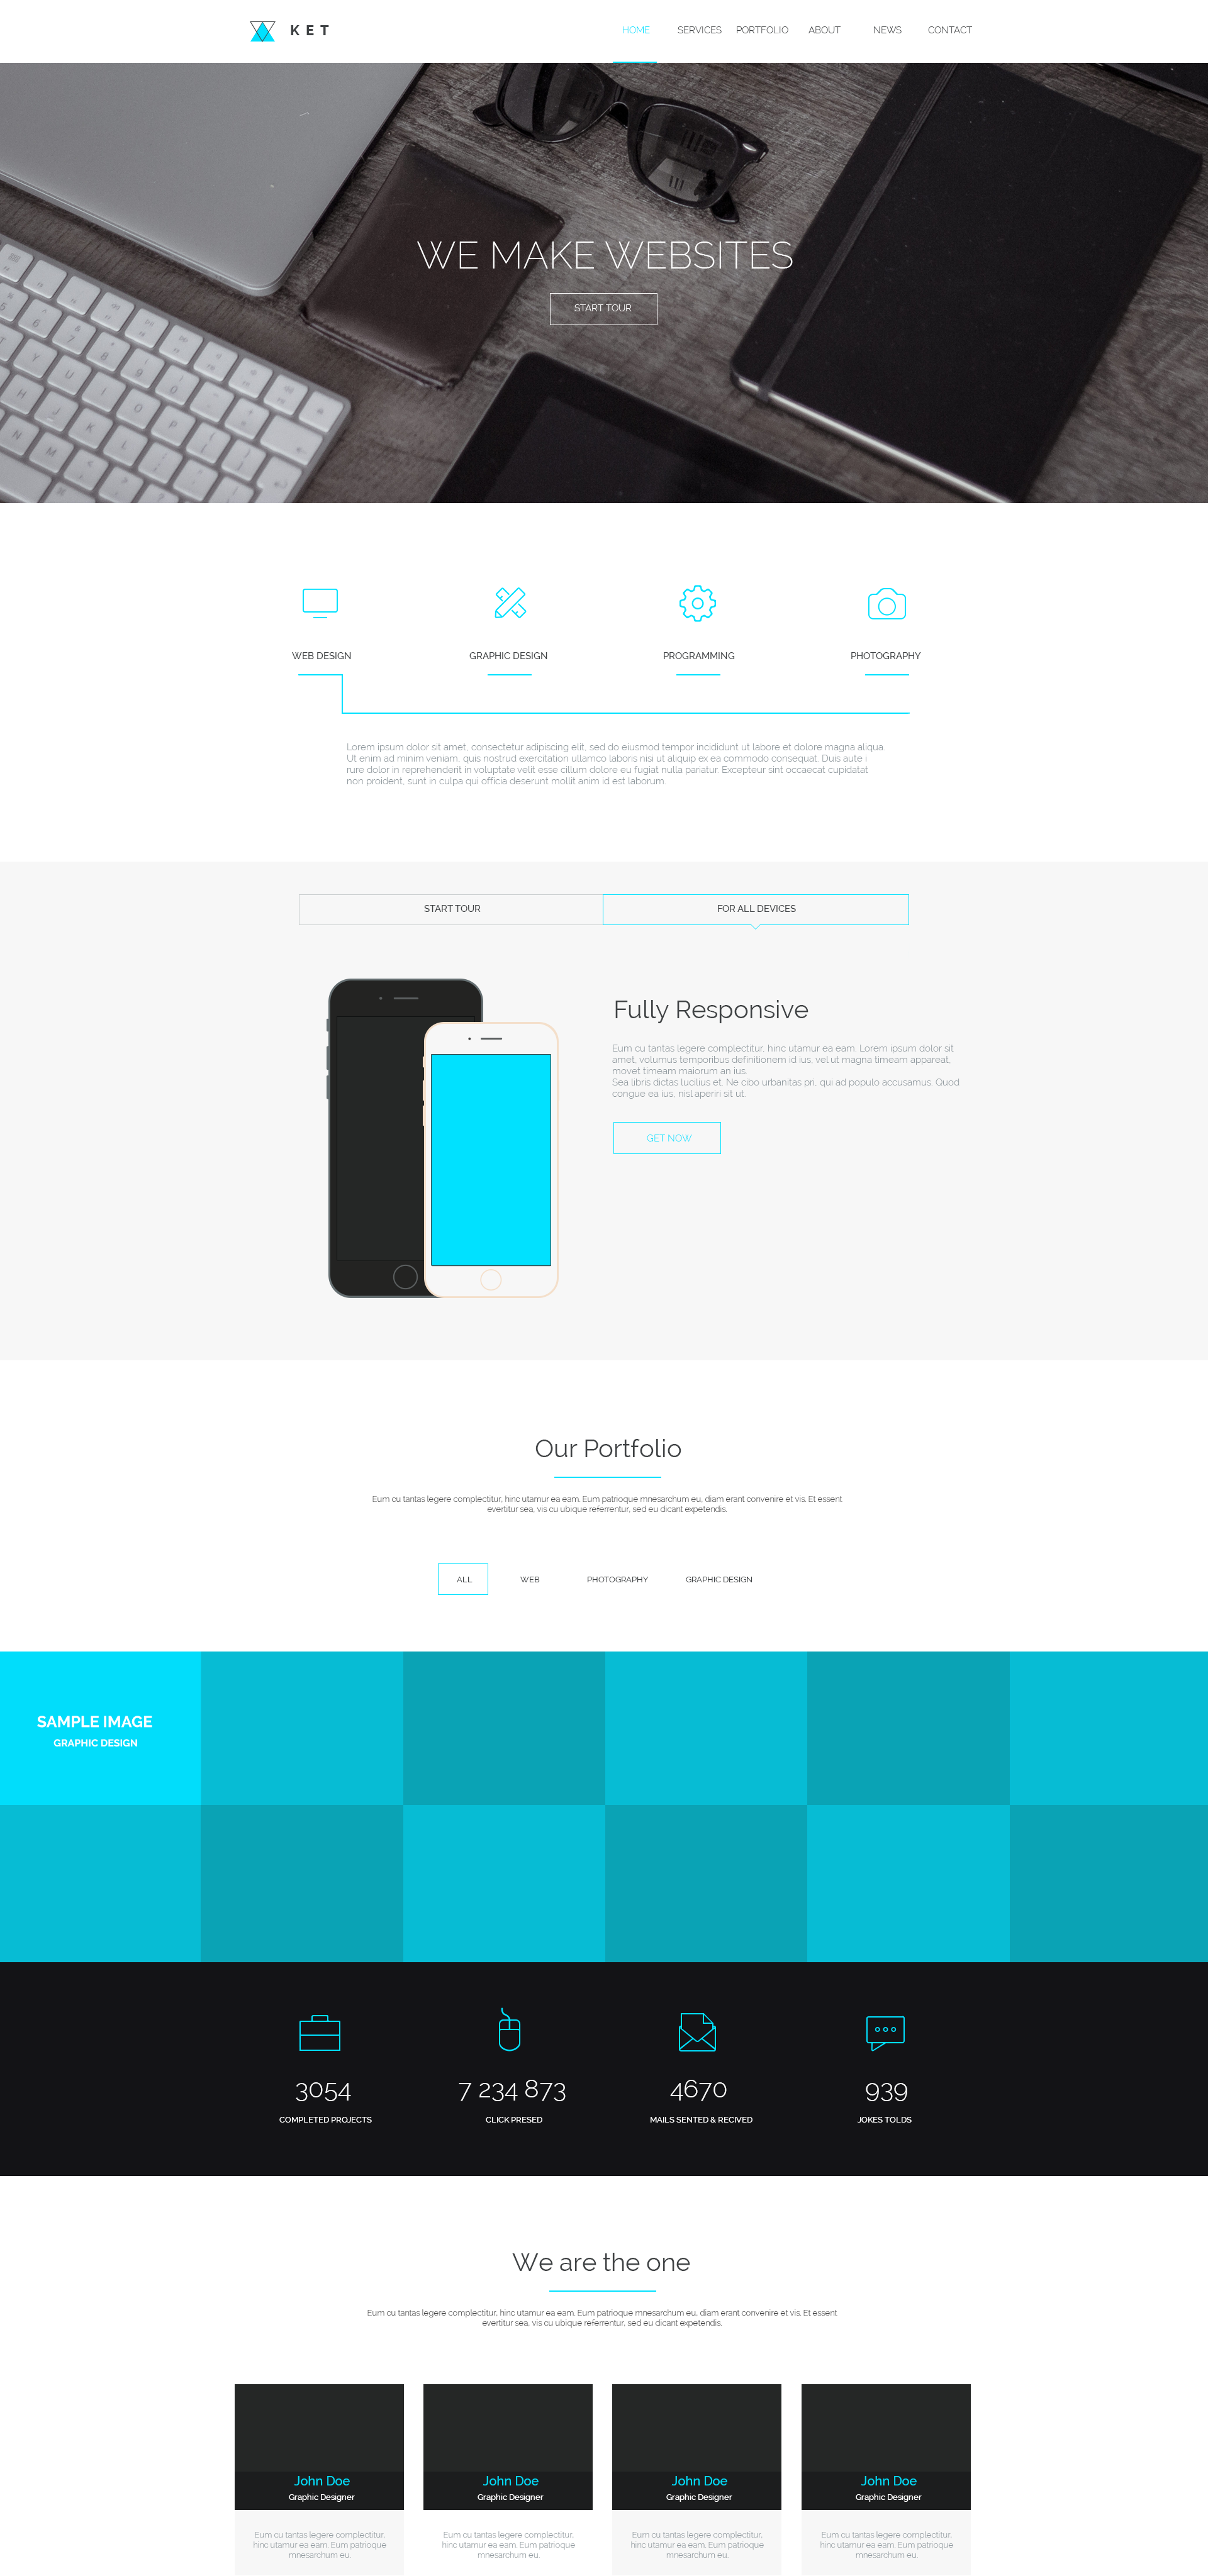 KET
HOME SERVICES PORTFOLIO ABOUT NEWS CONTACT
WE MAKE WEBSITES
START TOUR
WEB DESIGN GRAPHIC DESIGN PROGRAMMING PHOTOGRAPHY
Lorem ipsum dolor sit amet, consectetur adipiscing elit, sed do eiusmod tempor incididunt ut labore et dolore magna aliqua.
Ut enim ad minim veniam, quis nostrud exercitation ullamco laboris nisi ut aliquip ex ea commodo consequat. Duis aute i
rure dolor in reprehenderit in voluptate velit esse cillum dolore eu fugiat nulla pariatur. Excepteur sint occaecat cupidatat
non proident, sunt in culpa qui officia deserunt mollit anim id est laborum.
START TOUR FOR ALL DEVICES
Fully Responsive
Eum cu tantas legere complectitur, hinc utamur ea eam. Lorem ipsum dolor sit
amet, volumus temporibus definitionem id ius, vel ut magna timeam appareat,
movet timeam maiorum an ius.
Sea libris dictas lucilius et. Ne cibo urbanitas pri, qui ad populo accusamus. Quod
congue ea ius, nisl aperiri sit ut.
GET NOW
Our Portfolio
Eum cu tantas legere complectitur, hinc utamur ea eam. Eum patrioque mnesarchum eu, diam erant convenire et vis. Et essent
evertitur sea, vis cu ubique referrentur, sed eu dicant expetendis.
ALL WEB PHOTOGRAPHY GRAPHIC DESIGN
SAMPLE IMAGE
GRAPHIC DESIGN
3054 7 234 873 4670 939
COMPLETED PROJECTS CLICK PRESED MAILS SENTED & RECIVED JOKES TOLDS
We are the one
Eum cu tantas legere complectitur, hinc utamur ea eam. Eum patrioque mnesarchum eu, diam erant convenire et vis. Et essent
evertitur sea, vis cu ubique referrentur, sed eu dicant expetendis.
John Doe John Doe John Doe John Doe
Graphic Designer Graphic Designer Graphic Designer Graphic Designer
Eum cu tantas legere complectitur, Eum cu tantas legere complectitur, Eum cu tantas legere complectitur, Eum cu tantas legere complectitur,
hinc utamur ea eam. Eum patrioque hinc utamur ea eam. Eum patrioque hinc utamur ea eam. Eum patrioque hinc utamur ea eam. Eum patrioque
mnesarchum eu. mnesarchum eu. mnesarchum eu. mnesarchum eu.